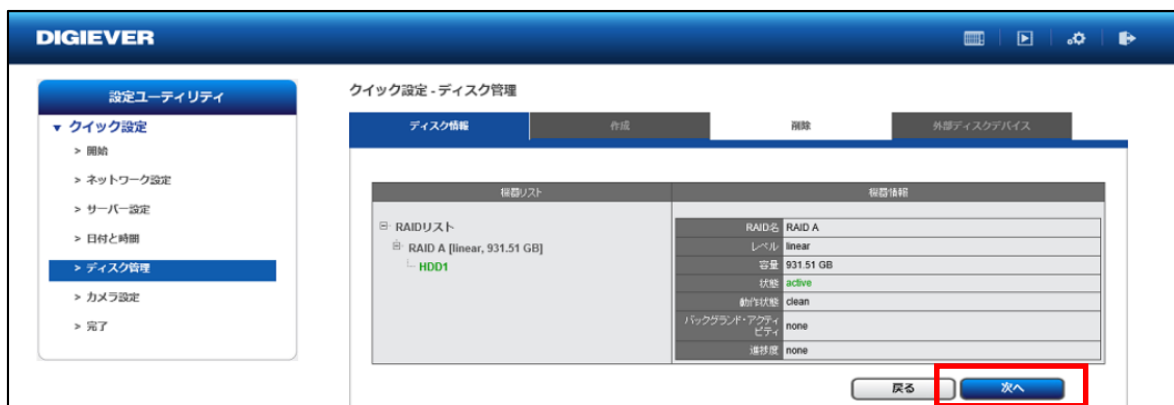 DIGIEVER
設定ユーティリティ
クイック設定
> 開始
> ネットワーク設定
> サーバー設定
> 日付と時間
> ディスク管理
> カメラ設定
> 完了
クイック設定 - ディスク管理
ディスク情報 作成 削除 外部ディスクデバイス
機器リスト
RAIDリスト
RAID A [linear, 931.51 GB]
HDD1
機器情報
RAID名 RAID A
レベル linear
容量 931.51 GB
状態 active
動作状態 clean
バックグランド・アクティ
ビティ none
進捗度 none
戻る 次へ